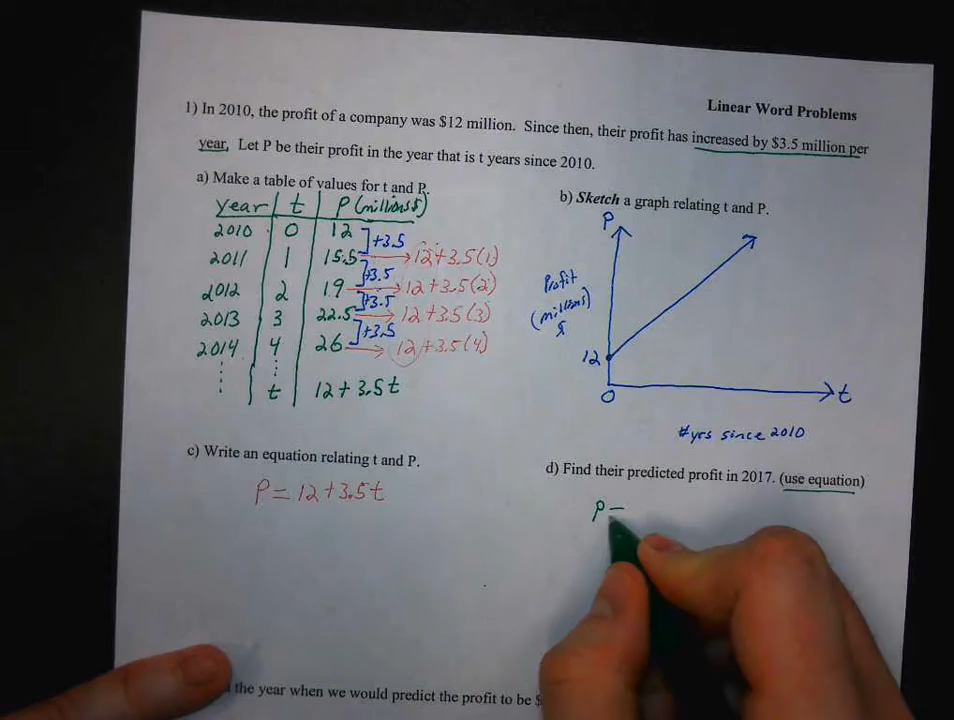 Linear Word Problems
1) In 2010, the profit of a company was $12 million. Since then, their profit has increased by $3.5 million per
year. Let P be their profit in the year that is t years since 2010.
a) Make a table of values for t and P.
year t P (millions $)
2010 0 12
+3.5
2011 1 15.5 12+3.5(1)
+3.5
2012 2 19 12+3.5(2)
+3.5
2013 3 22.5 12+3.5(3)
+3.5
2014 4 26 12+3.5(4)
t 12+3.5t
b) Sketch a graph relating t and P.
P
Profit
(millions)
$
12
0
t
#yrs since 2010
c) Write an equation relating t and P.
P=12+3.5t
d) Find their predicted profit in 2017. (use equation)
P=
the year when we would predict the profit to be $